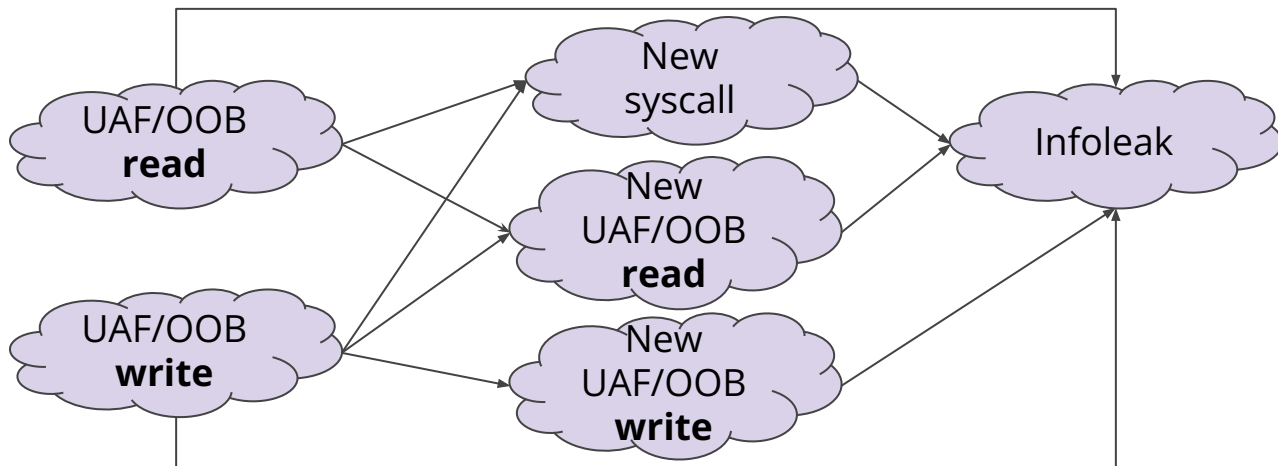 UAF/OOB
read
UAF/OOB
write
New
syscall
New
UAF/OOB
read
New
UAF/OOB
write
Infoleak